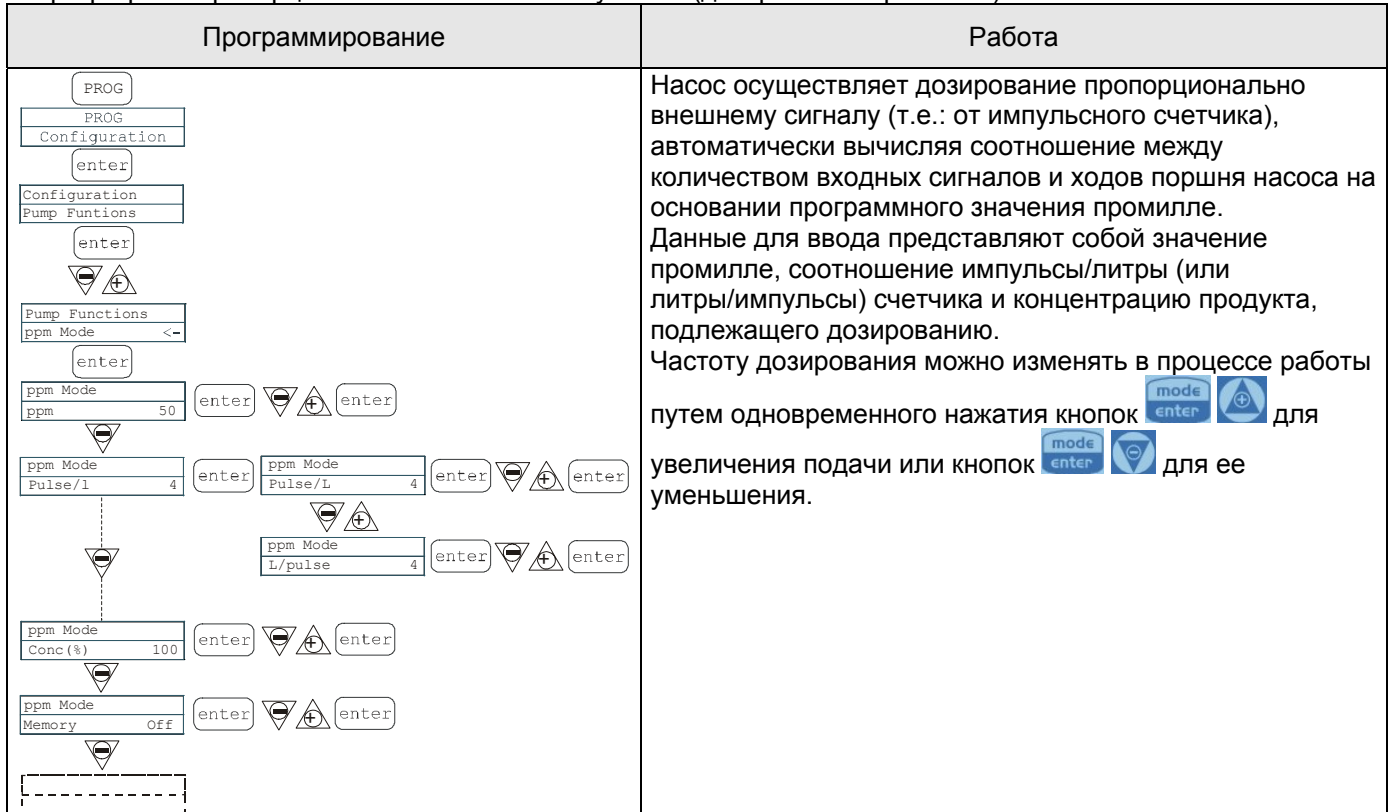 Программирование
Работа
PROG
PROG
Configuration
enter
Configuration
Pump Funtions
enter
Pump Functions
ppm Mode <-
enter
ppm Mode
ppm 50
enter enter
ppm Mode
Pulse/l 4
enter
ppm Mode
Pulse/L 4
enter enter
ppm Mode
L/pulse 4
enter enter
ppm Mode
Conc(%) 100
enter enter
ppm Mode
Memory Off
enter enter
Насос осуществляет дозирование пропорционально
внешнему сигналу (т.е.: от импульсного счетчика),
автоматически вычисляя соотношение между
количеством входных сигналов и ходов поршня насоса на
основании программного значения промилле.
Данные для ввода представляют собой значение
промилле, соотношение импульсы/литры (или
литры/импульсы) счетчика и концентрацию продукта,
подлежащего дозированию.
Частоту дозирования можно изменять в процессе работы
путем одновременного нажатия кнопок mode enter для
увеличения подачи или кнопок mode enter для ее
уменьшения.